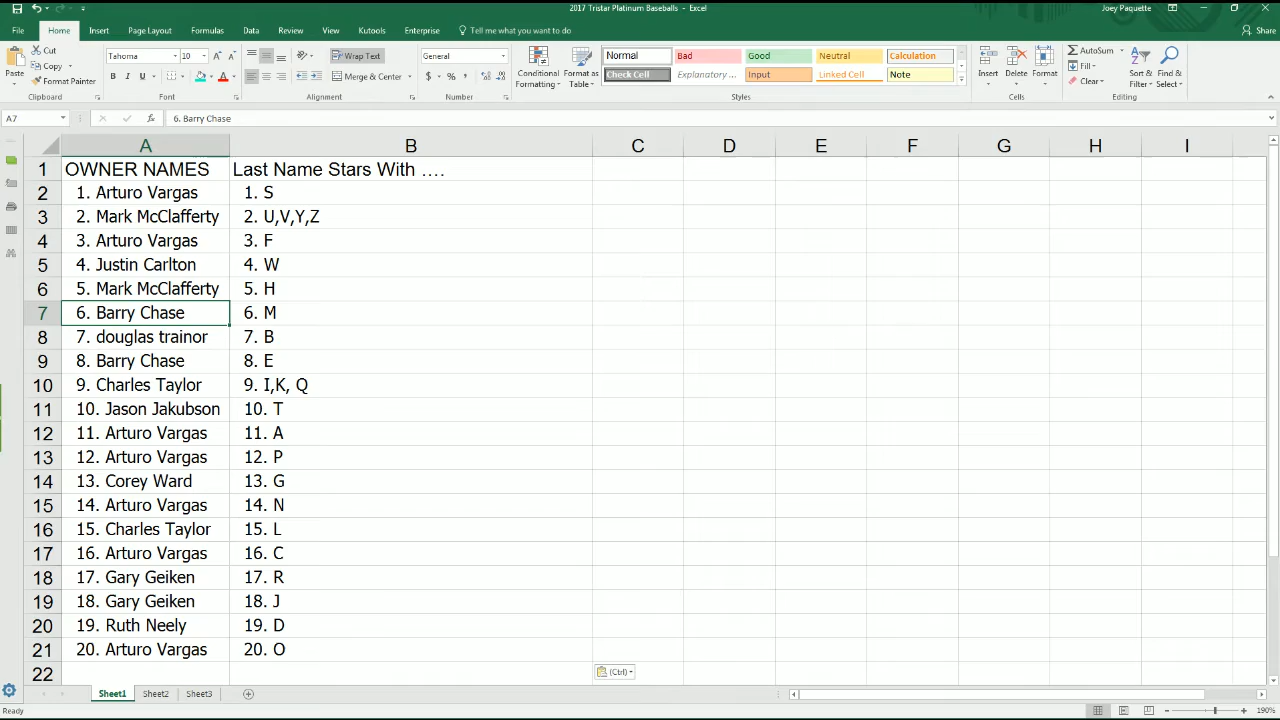 2017 Tristar Platinum Baseballs - Excel
Joey Paquette
File Home Insert Page Layout Formulas Data Review View Kutools Enterprise Tell me what you want to do Share
Paste
Cut
Copy
Format Painter
Clipboard
Tahoma 10
B I U
Font
Wrap Text
Merge & Center
Alignment
General
$ % ,
Number
Conditional Formatting
Format as Table
Normal Bad Good Neutral Calculation
Check Cell Explanatory ... Input Linked Cell Note
Styles
Insert Delete Format
Cells
AutoSum
Fill
Clear
Sort & Filter
Find & Select
Editing
A7 fx 6. Barry Chase
A B C D E F G H I
1 OWNER NAMES Last Name Stars With ....
2 1. Arturo Vargas 1. S
3 2. Mark McClafferty 2. U,V,Y,Z
4 3. Arturo Vargas 3. F
5 4. Justin Carlton 4. W
6 5. Mark McClafferty 5. H
7 6. Barry Chase 6. M
8 7. douglas trainor 7. B
9 8. Barry Chase 8. E
10 9. Charles Taylor 9. I,K, Q
11 10. Jason Jakubson 10. T
12 11. Arturo Vargas 11. A
13 12. Arturo Vargas 12. P
14 13. Corey Ward 13. G
15 14. Arturo Vargas 14. N
16 15. Charles Taylor 15. L
17 16. Arturo Vargas 16. C
18 17. Gary Geiken 17. R
19 18. Gary Geiken 18. J
20 19. Ruth Neely 19. D
21 20. Arturo Vargas 20. O
22
(Ctrl)
Sheet1 Sheet2 Sheet3
Ready
190%